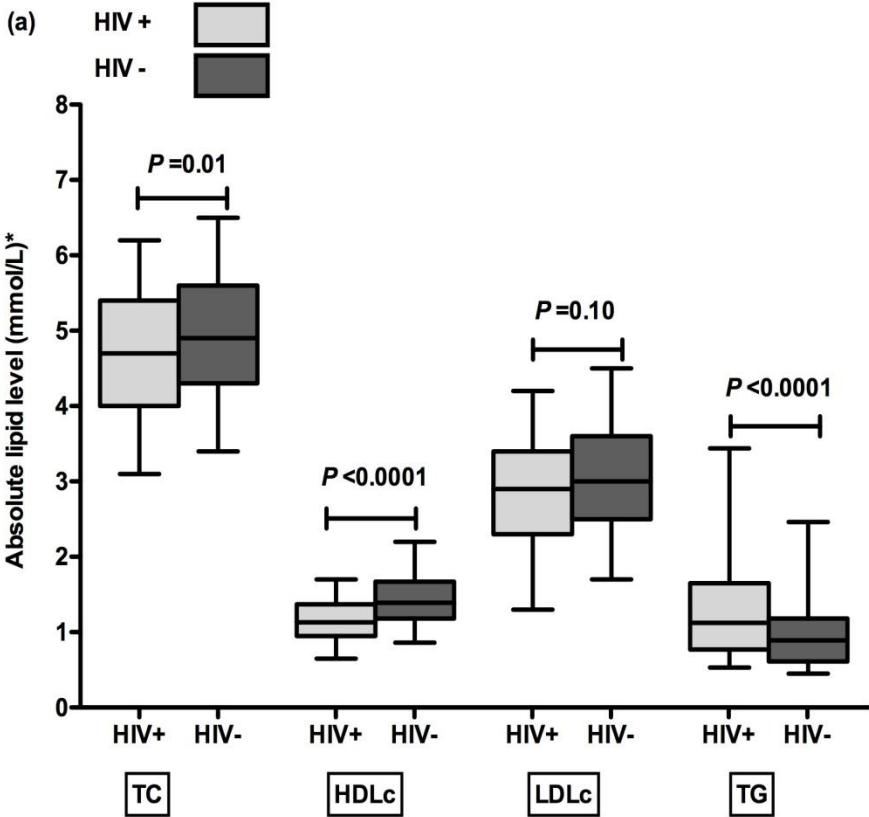 (a)
HIV +
HIV -
Absolute lipid level (mmol/L)*
8
7
6
5
4
3
2
1
0
P =0.01
P <0.0001
P =0.10
P <0.0001
HIV+ HIV- HIV+ HIV- HIV+ HIV- HIV+ HIV-
TC HDLc LDLc TG